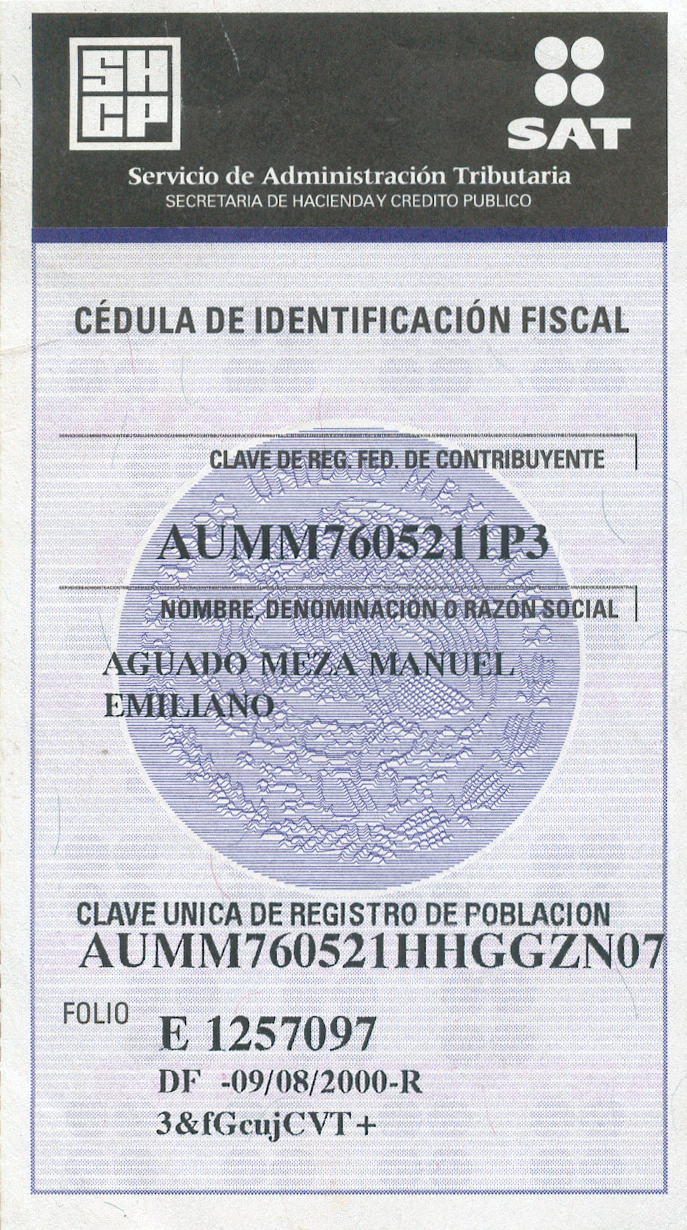 SH
CP
SAT
Servicio de Administración Tributaria
SECRETARIA DE HACIENDA Y CREDITO PUBLICO
CÉDULA DE IDENTIFICACIÓN FISCAL
CLAVE DE REG. FED. DE CONTRIBUYENTE
AUMM7605211P3
NOMBRE, DENOMINACIÓN O RAZÓN SOCIAL
AGUADO MEZA MANUEL
EMILIANO
CLAVE UNICA DE REGISTRO DE POBLACION
AUMM760521HHGGZN07
FOLIO
E 1257097
DF -09/08/2000-R
3&fGcujCVT+